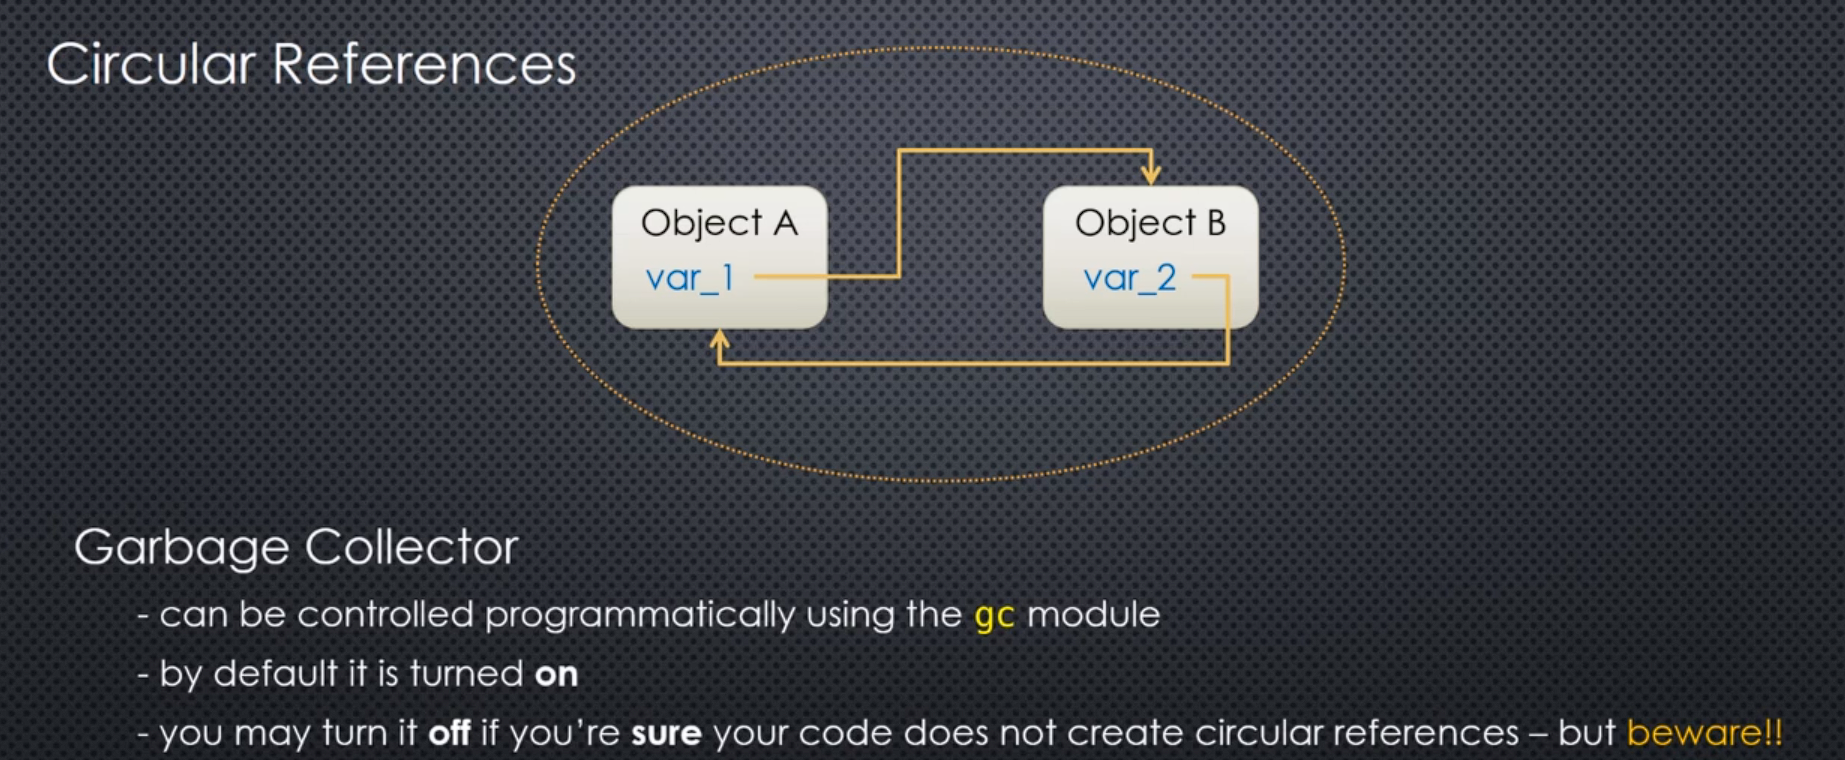 Circular References
Object A
var_1
Object B
var_2
Garbage Collector
- can be controlled programmatically using the gc module
- by default it is turned on
- you may turn it off if you're sure your code does not create circular references – but beware!!